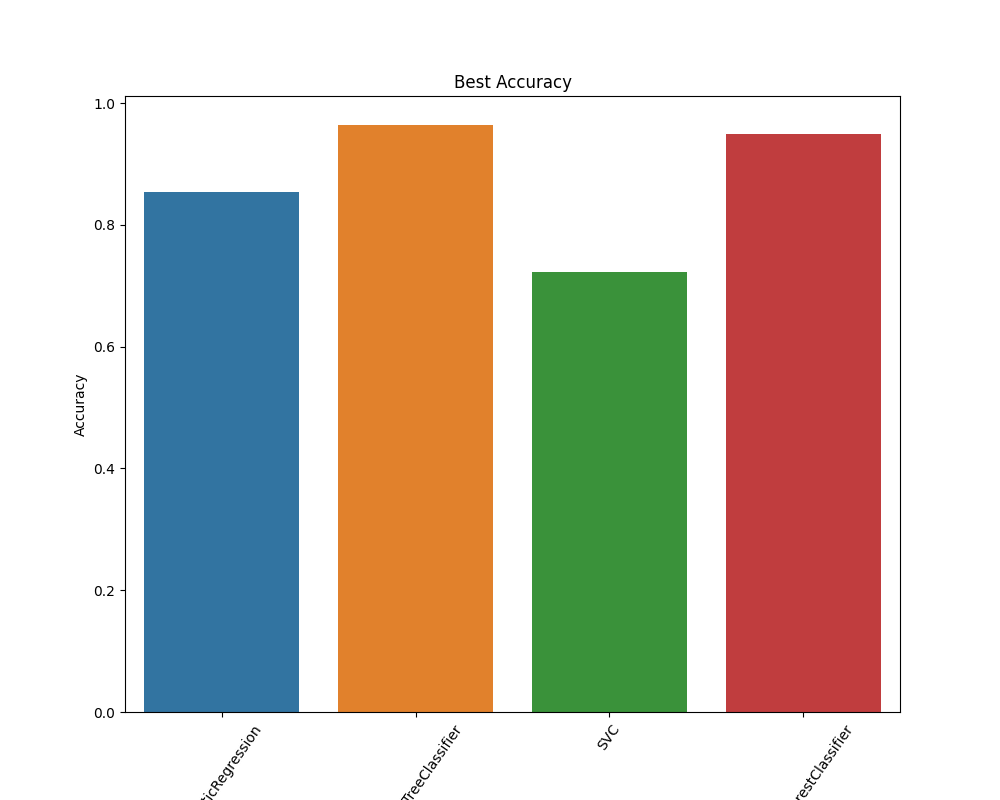 Best Accuracy
Accuracy
1.0
0.8
0.6
0.4
0.2
0.0
ticRegression
TreeClassifier
SVC
restClassifier